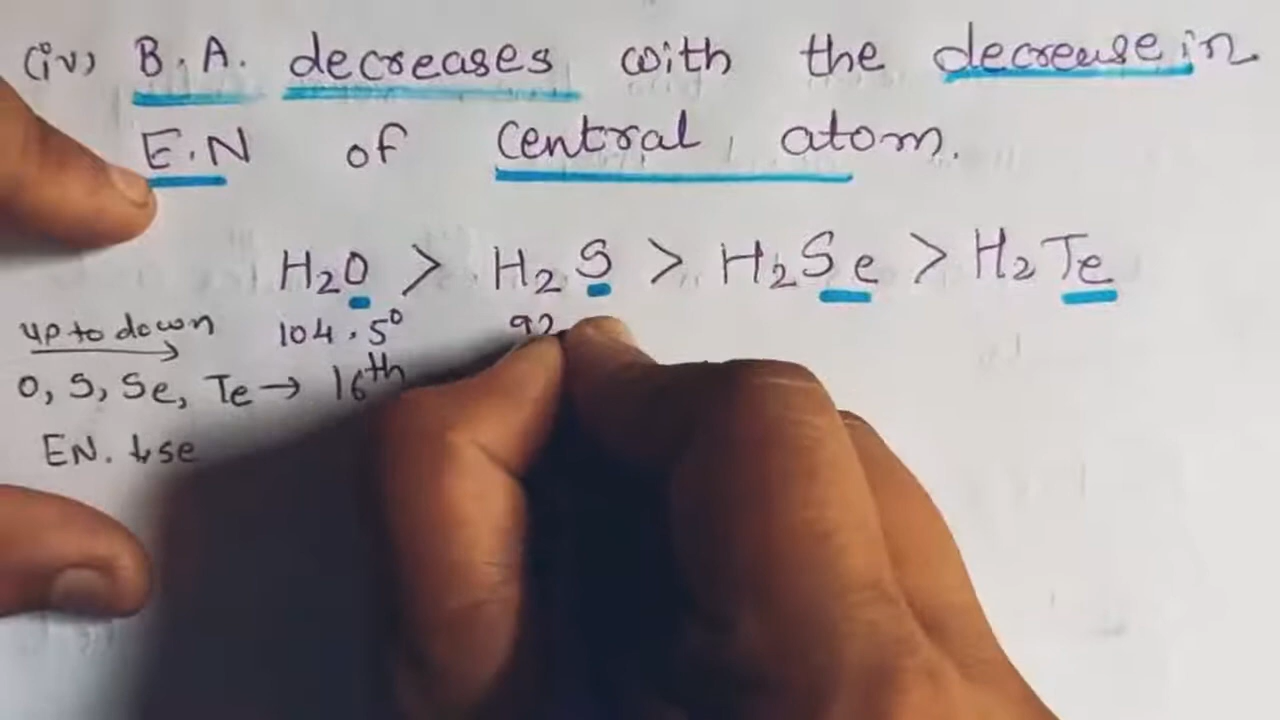 (iv) B.A. decreases with the decrease in
E.N of central atom.
H₂O > H₂S > H₂Se > H₂Te
up to down 104.5° 92
O, S, Se, Te → 16th
EN. ↓se